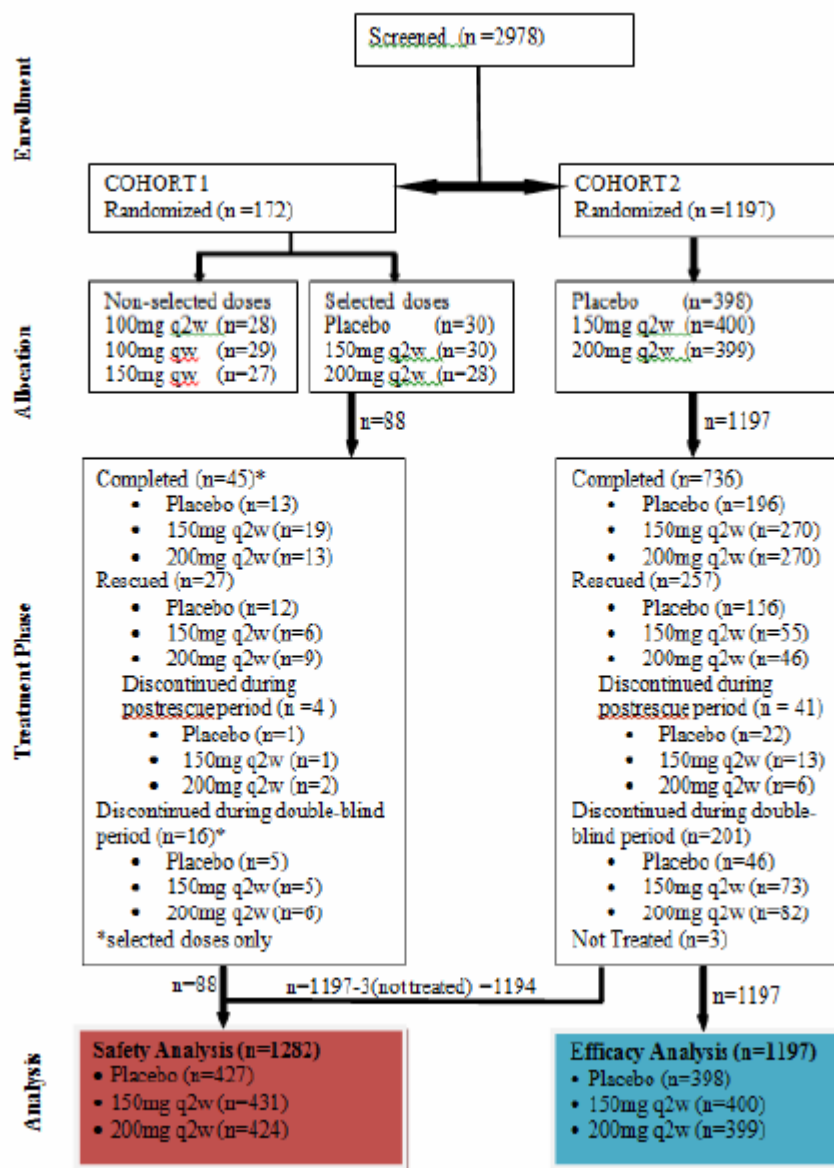 Screened (n =2978)
Enrollment
COHORT 1
Randomized (n =172)
COHORT 2
Randomized (n =1197)
Allocation
Non-selected doses
100mg q2w (n=28)
100mg qw (n=29)
150mg qw (n=27)
Selected doses
Placebo (n=30)
150mg q2w (n=30)
200mg q2w (n=28)
Placebo (n=398)
150mg q2w (n=400)
200mg q2w (n=399)
n=88
n=1197
Treatment Phase
Completed (n=45)*
• Placebo (n=13)
• 150mg q2w (n=19)
• 200mg q2w (n=13)
Rescued (n=27)
• Placebo (n=12)
• 150mg q2w (n=6)
• 200mg q2w (n=9)
Discontinued during
postrescue period (n =4 )
• Placebo (n=1)
• 150mg q2w (n=1)
• 200mg q2w (n=2)
Discontinued during double-blind
period (n=16)*
• Placebo (n=5)
• 150mg q2w (n=5)
• 200mg q2w (n=6)
*selected doses only
Completed (n=736)
• Placebo (n=196)
• 150mg q2w (n=270)
• 200mg q2w (n=270)
Rescued (n=257)
• Placebo (n=156)
• 150mg q2w (n=55)
• 200mg q2w (n=46)
Discontinued during
postrescue period (n = 41)
• Placebo (n=22)
• 150mg q2w (n=13)
• 200mg q2w (n=6)
Discontinued during double-
blind period (n=201)
• Placebo (n=46)
• 150mg q2w (n=73)
• 200mg q2w (n=82)
Not Treated (n=3)
n=88
n=1197-3(not treated) =1194
n=1197
Analysis
Safety Analysis (n=1282)
• Placebo (n=427)
• 150mg q2w (n=431)
• 200mg q2w (n=424)
Efficacy Analysis (n=1197)
• Placebo (n=398)
• 150mg q2w (n=400)
• 200mg q2w (n=399)